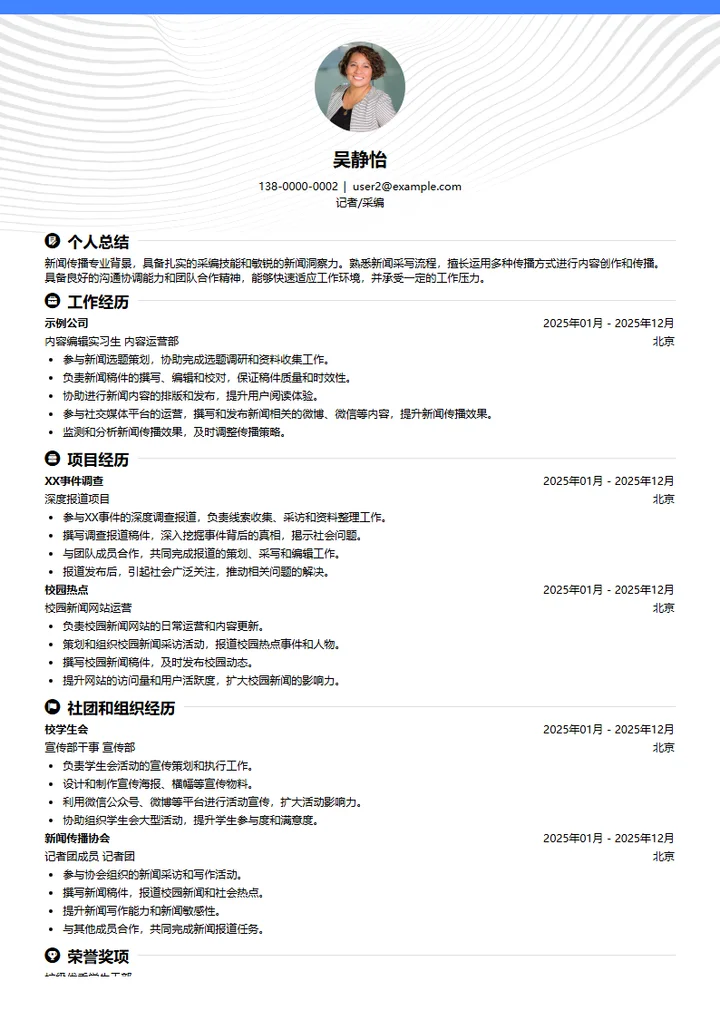 吴静怡
138-0000-0002 | user2@example.com
记者/采编
个人总结
新闻传播专业背景，具备扎实的采编技能和敏锐的新闻洞察力。熟悉新闻采写流程，擅长运用多种传播方式进行内容创作和传播。
具备良好的沟通协调能力和团队合作精神，能够快速适应工作环境，并承受一定的工作压力。
工作经历
示例公司 2025年01月 - 2025年12月
内容编辑实习生 内容运营部 北京
• 参与新闻选题策划，协助完成选题调研和资料收集工作。
• 负责新闻稿件的撰写、编辑和校对，保证稿件质量和时效性。
• 协助进行新闻内容的排版和发布，提升用户阅读体验。
• 参与社交媒体平台的运营，撰写和发布新闻相关的微博、微信等内容，提升新闻传播效果。
• 监测和分析新闻传播效果，及时调整传播策略。
项目经历
XX事件调查 2025年01月 - 2025年12月
深度报道项目 北京
• 参与XX事件的深度调查报道，负责线索收集、采访和资料整理工作。
• 撰写调查报道稿件，深入挖掘事件背后的真相，揭示社会问题。
• 与团队成员合作，共同完成报道的策划、采写和编辑工作。
• 报道发布后，引起社会广泛关注，推动相关问题的解决。
校园热点 2025年01月 - 2025年12月
校园新闻网站运营 北京
• 负责校园新闻网站的日常运营和内容更新。
• 策划和组织校园新闻采访活动，报道校园热点事件和人物。
• 撰写校园新闻稿件，及时发布校园动态。
• 提升网站的访问量和用户活跃度，扩大校园新闻的影响力。
社团和组织经历
校学生会 2025年01月 - 2025年12月
宣传部干事 宣传部 北京
• 负责学生会活动的宣传策划和执行工作。
• 设计和制作宣传海报、横幅等宣传物料。
• 利用微信公众号、微博等平台进行活动宣传，扩大活动影响力。
• 协助组织学生会大型活动，提升学生参与度和满意度。
新闻传播协会 2025年01月 - 2025年12月
记者团成员 记者团 北京
• 参与协会组织的新闻采访和写作活动。
• 撰写新闻稿件，报道校园新闻和社会热点。
• 提升新闻写作能力和新闻敏感性。
• 与其他成员合作，共同完成新闻报道任务。
荣誉奖项